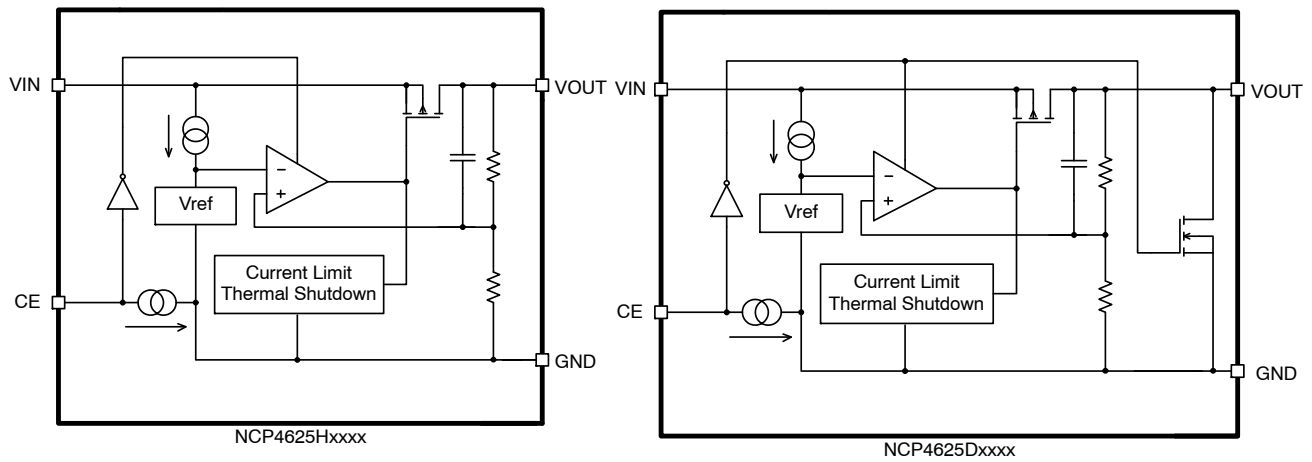 VIN
VOUT
−
+
Vref
Current Limit
Thermal Shutdown
CE
GND
NCP4625Hxxxx
VIN
VOUT
−
+
Vref
Current Limit
Thermal Shutdown
CE
GND
NCP4625Dxxxx